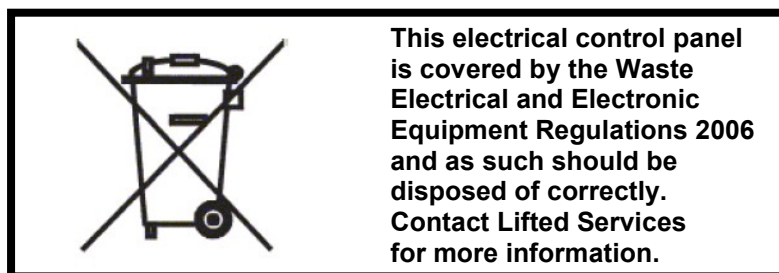 This electrical control panel
is covered by the Waste
Electrical and Electronic
Equipment Regulations 2006
and as such should be
disposed of correctly.
Contact Lifted Services
for more information.